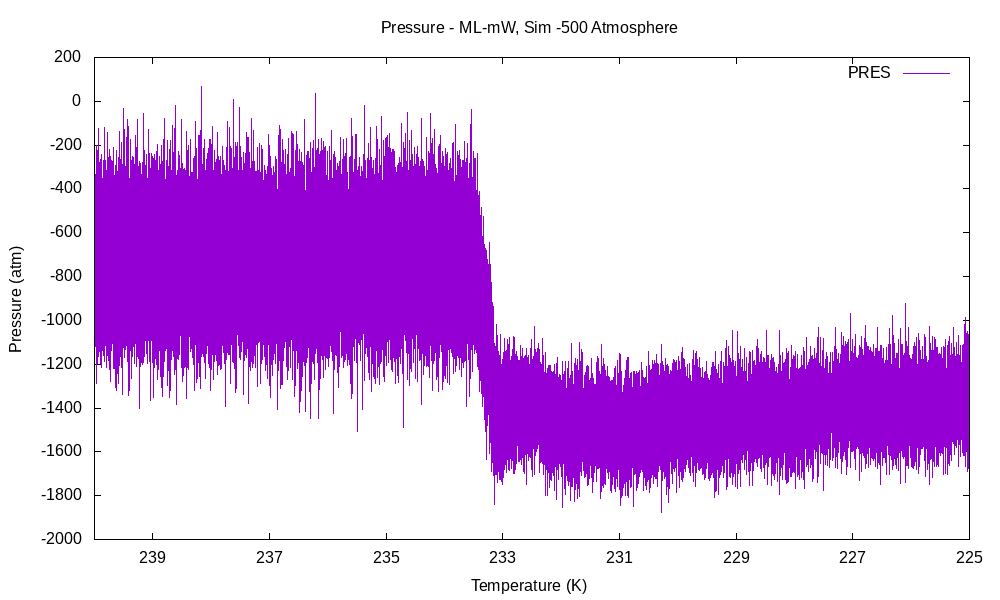 Pressure - ML-mW, Sim -500 Atmosphere
PRES
200
0
-200
-400
-600
-800
-1000
-1200
-1400
-1600
-1800
-2000
Pressure (atm)
239 237 235 233 231 229 227 225
Temperature (K)